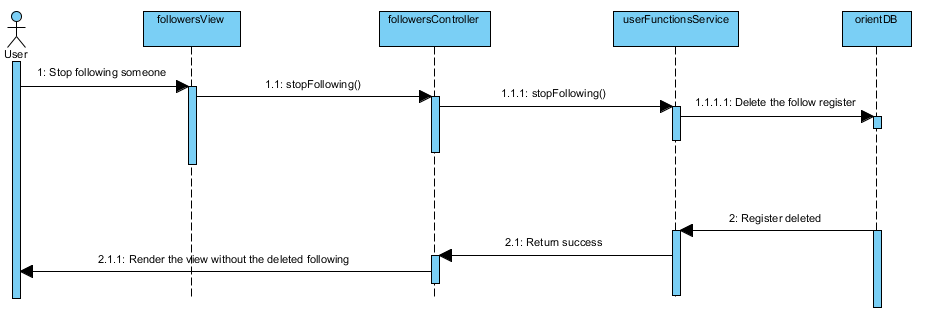 followersView
followersController
userFunctionsService
orientDB
User
1: Stop following someone
1.1: stopFollowing()
1.1.1: stopFollowing()
1.1.1.1: Delete the follow register
2: Register deleted
2.1: Return success
2.1.1: Render the view without the deleted following